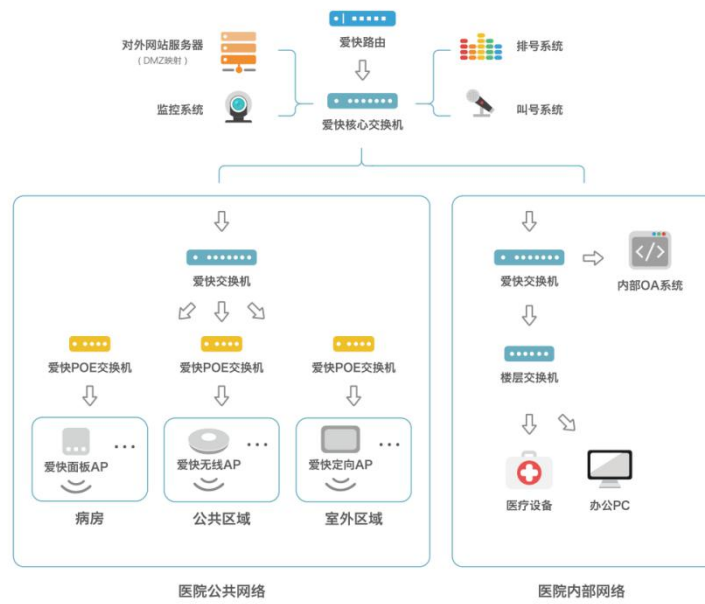 对外网站服务器
（DMZ映射）
监控系统
爱快路由
爱快核心交换机
排号系统
叫号系统
爱快交换机
爱快POE交换机
爱快POE交换机
爱快POE交换机
爱快面板AP
爱快无线AP
爱快定向AP
病房
公共区域
室外区域
医院公共网络
爱快交换机
内部OA系统
楼层交换机
医疗设备
办公PC
医院内部网络